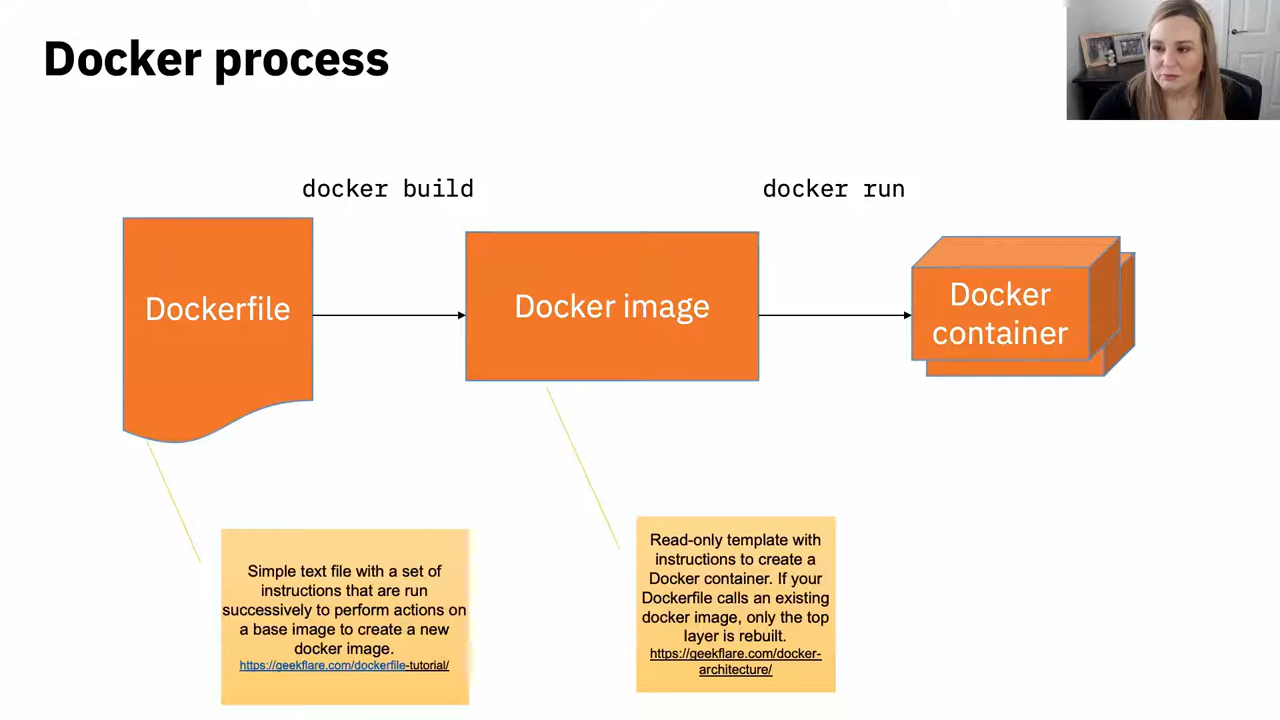 Docker process
docker build
docker run
Dockerfile
Docker image
Docker
container
Simple text file with a set of
instructions that are run
successively to perform actions on
a base image to create a new
docker image.
https://geekflare.com/dockerfile-tutorial/
Read-only template with
instructions to create a
Docker container. If your
Dockerfile calls an existing
docker image, only the top
layer is rebuilt.
https://geekflare.com/docker-
architecture/